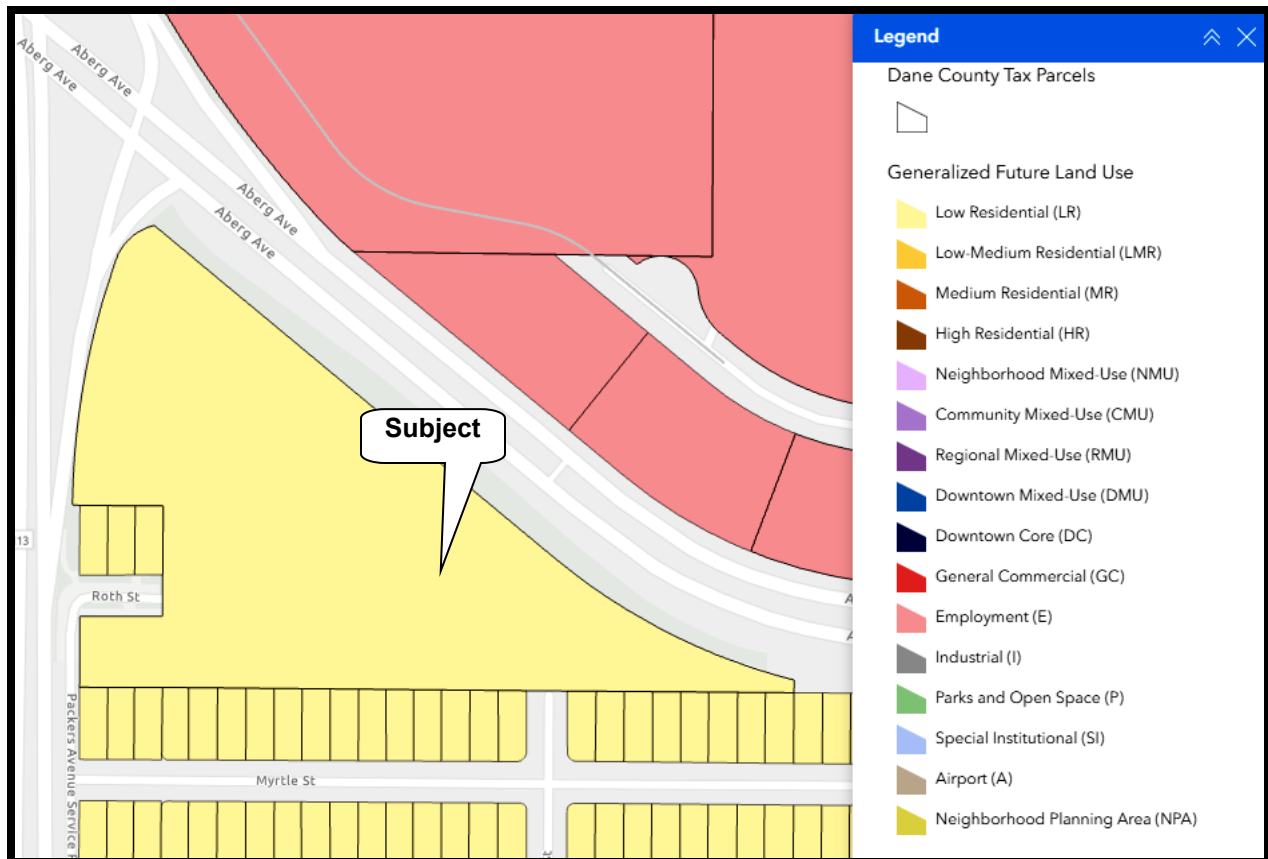 Aberg Ave
Aberg Ave
Aberg Ave
Aberg Ave
Subject
13
Roth St
Packers Avenue Service
Myrtle St
Legend
Dane County Tax Parcels
Generalized Future Land Use
Low Residential (LR)
Low-Medium Residential (LMR)
Medium Residential (MR)
High Residential (HR)
Neighborhood Mixed-Use (NMU)
Community Mixed-Use (CMU)
Regional Mixed-Use (RMU)
Downtown Mixed-Use (DMU)
Downtown Core (DC)
General Commercial (GC)
Employment (E)
Industrial (I)
Parks and Open Space (P)
Special Institutional (SI)
Airport (A)
Neighborhood Planning Area (NPA)